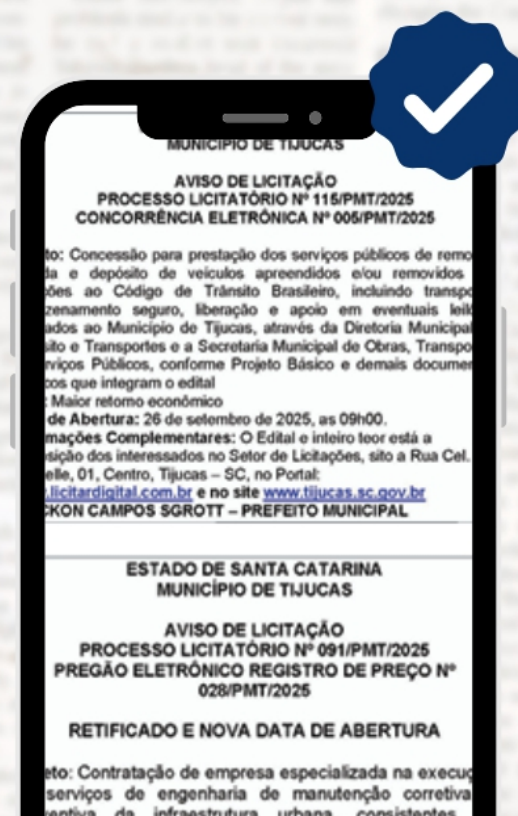 MUNICÍPIO DE TIJUCAS
AVISO DE LICITAÇÃO
PROCESSO LICITATÓRIO Nº 115/PMT/2025
CONCORRÊNCIA ELETRÔNICA Nº 005/PMT/2025
to: Concessão para prestação dos serviços públicos de remo
da e depósito de veículos apreendidos e/ou removidos
ões ao Código de Trânsito Brasileiro, incluindo transpo
zenamento seguro, liberação e apoio em eventuais leil
ados ao Município de Tijucas, através da Diretoria Municipal
sito e Transportes e a Secretaria Municipal de Obras, Transpo
rviços Públicos, conforme Projeto Básico e demais documen
cos que integram o edital
: Maior retorno econômico
de Abertura: 26 de setembro de 2025, as 09h00.
mações Complementares: O Edital e inteiro teor está a
sição dos interessados no Setor de Licitações, sito a Rua Cel.
elle, 01, Centro, Tijucas – SC, no Portal:
.licitardigital.com.br e no site www.tijucas.sc.gov.br
CKON CAMPOS SGROTT – PREFEITO MUNICIPAL
ESTADO DE SANTA CATARINA
MUNICÍPIO DE TIJUCAS
AVISO DE LICITAÇÃO
PROCESSO LICITATÓRIO Nº 091/PMT/2025
PREGÃO ELETRÔNICO REGISTRO DE PREÇO Nº
028/PMT/2025
RETIFICADO E NOVA DATA DE ABERTURA
eto: Contratação de empresa especializada na execuç
serviços de engenharia de manutenção corretiva
ventiva da infraestrutura urbana, consistentes